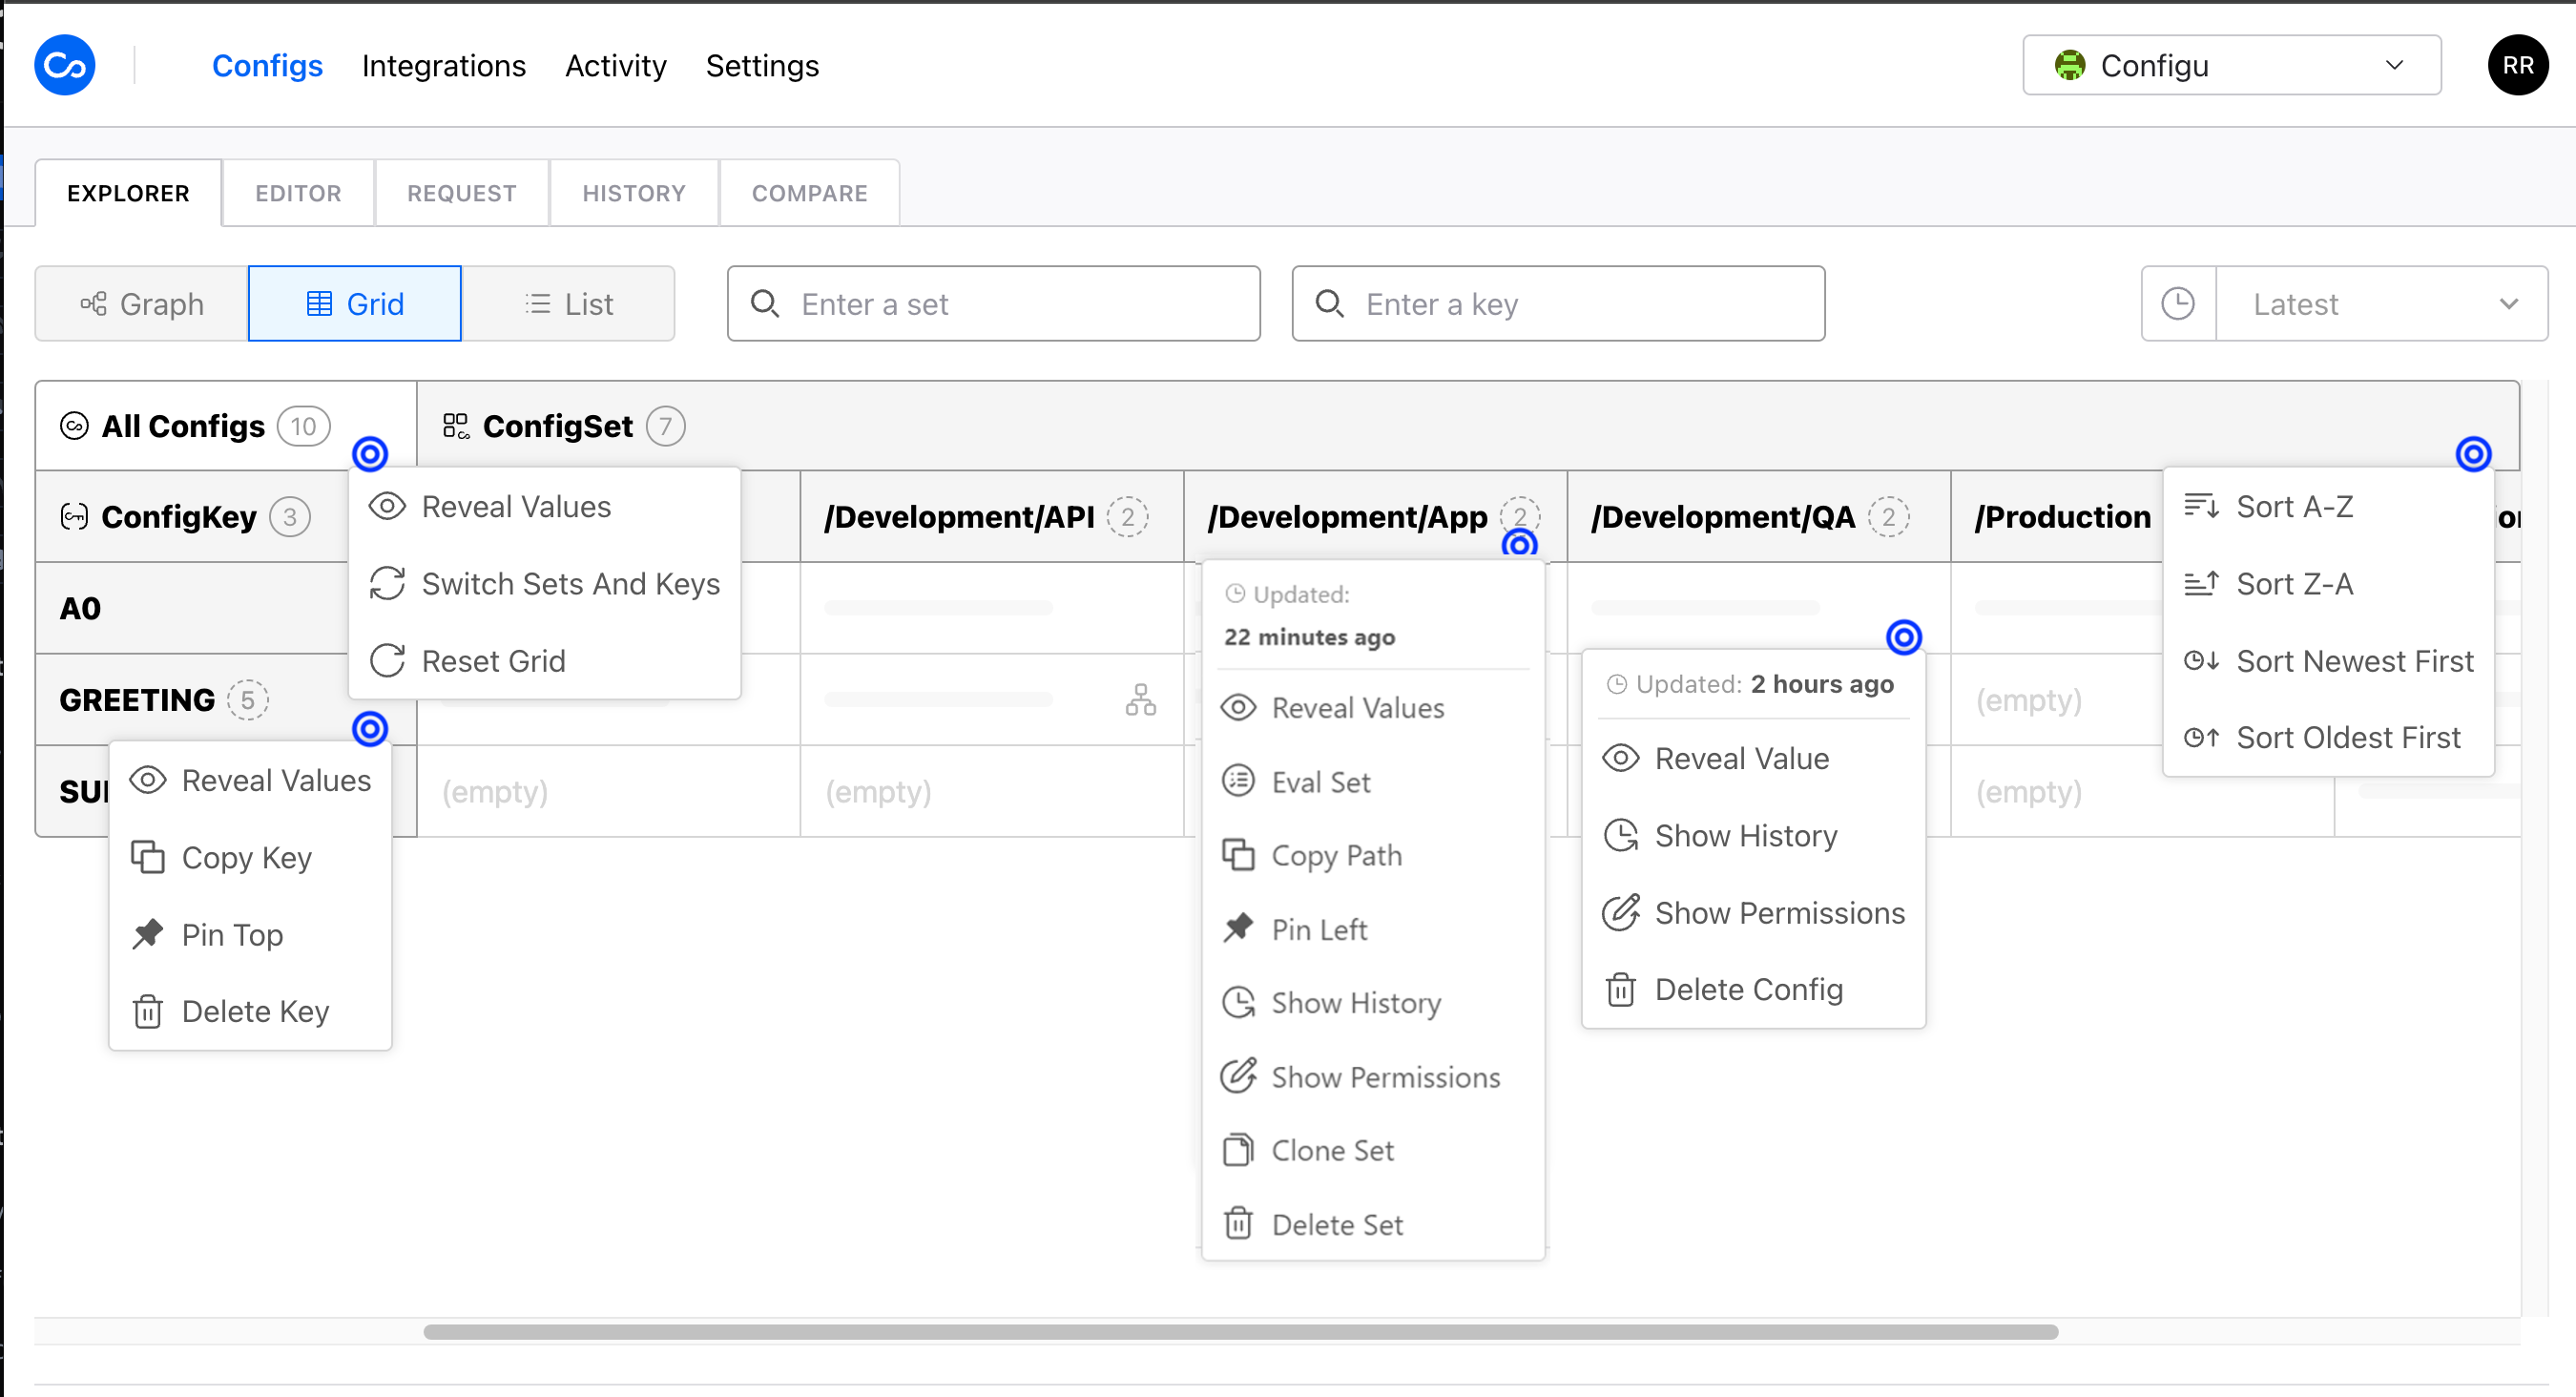 Configs Integrations Activity Settings Configu RR
EXPLORER EDITOR REQUEST HISTORY COMPARE
Graph Grid List Enter a set Enter a key Latest
All Configs 10 ConfigSet 7
ConfigKey 3 /Development/API 2 /Development/App 2 /Development/QA 2 /Production
A0
GREETING 5 (empty)
(empty) (empty) (empty)
Reveal Values
Switch Sets And Keys
Reset Grid
Reveal Values
Copy Key
Pin Top
Delete Key
Updated:
22 minutes ago
Reveal Values
Eval Set
Copy Path
Pin Left
Show History
Show Permissions
Clone Set
Delete Set
Updated: 2 hours ago
Reveal Value
Show History
Show Permissions
Delete Config
Sort A-Z
Sort Z-A
Sort Newest First
Sort Oldest First